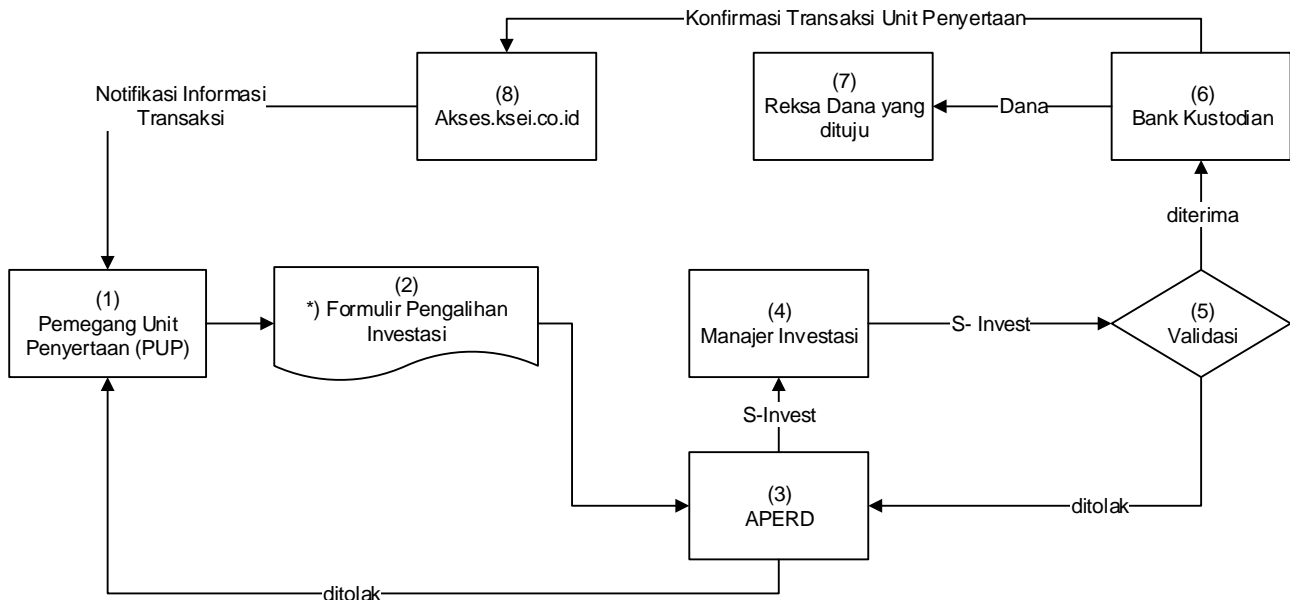 Konfirmasi Transaksi Unit Penyertaan
Notifikasi Informasi
Transaksi
(8)
Akses.ksei.co.id
(7)
Reksa Dana yang
dituju
Dana
(6)
Bank Kustodian
diterima
(1)
Pemegang Unit
Penyertaan (PUP)
(2)
*) Formulir Pengalihan
Investasi
(4)
Manajer Investasi
S- Invest
(5)
Validasi
S-Invest
(3)
APERD
ditolak
ditolak